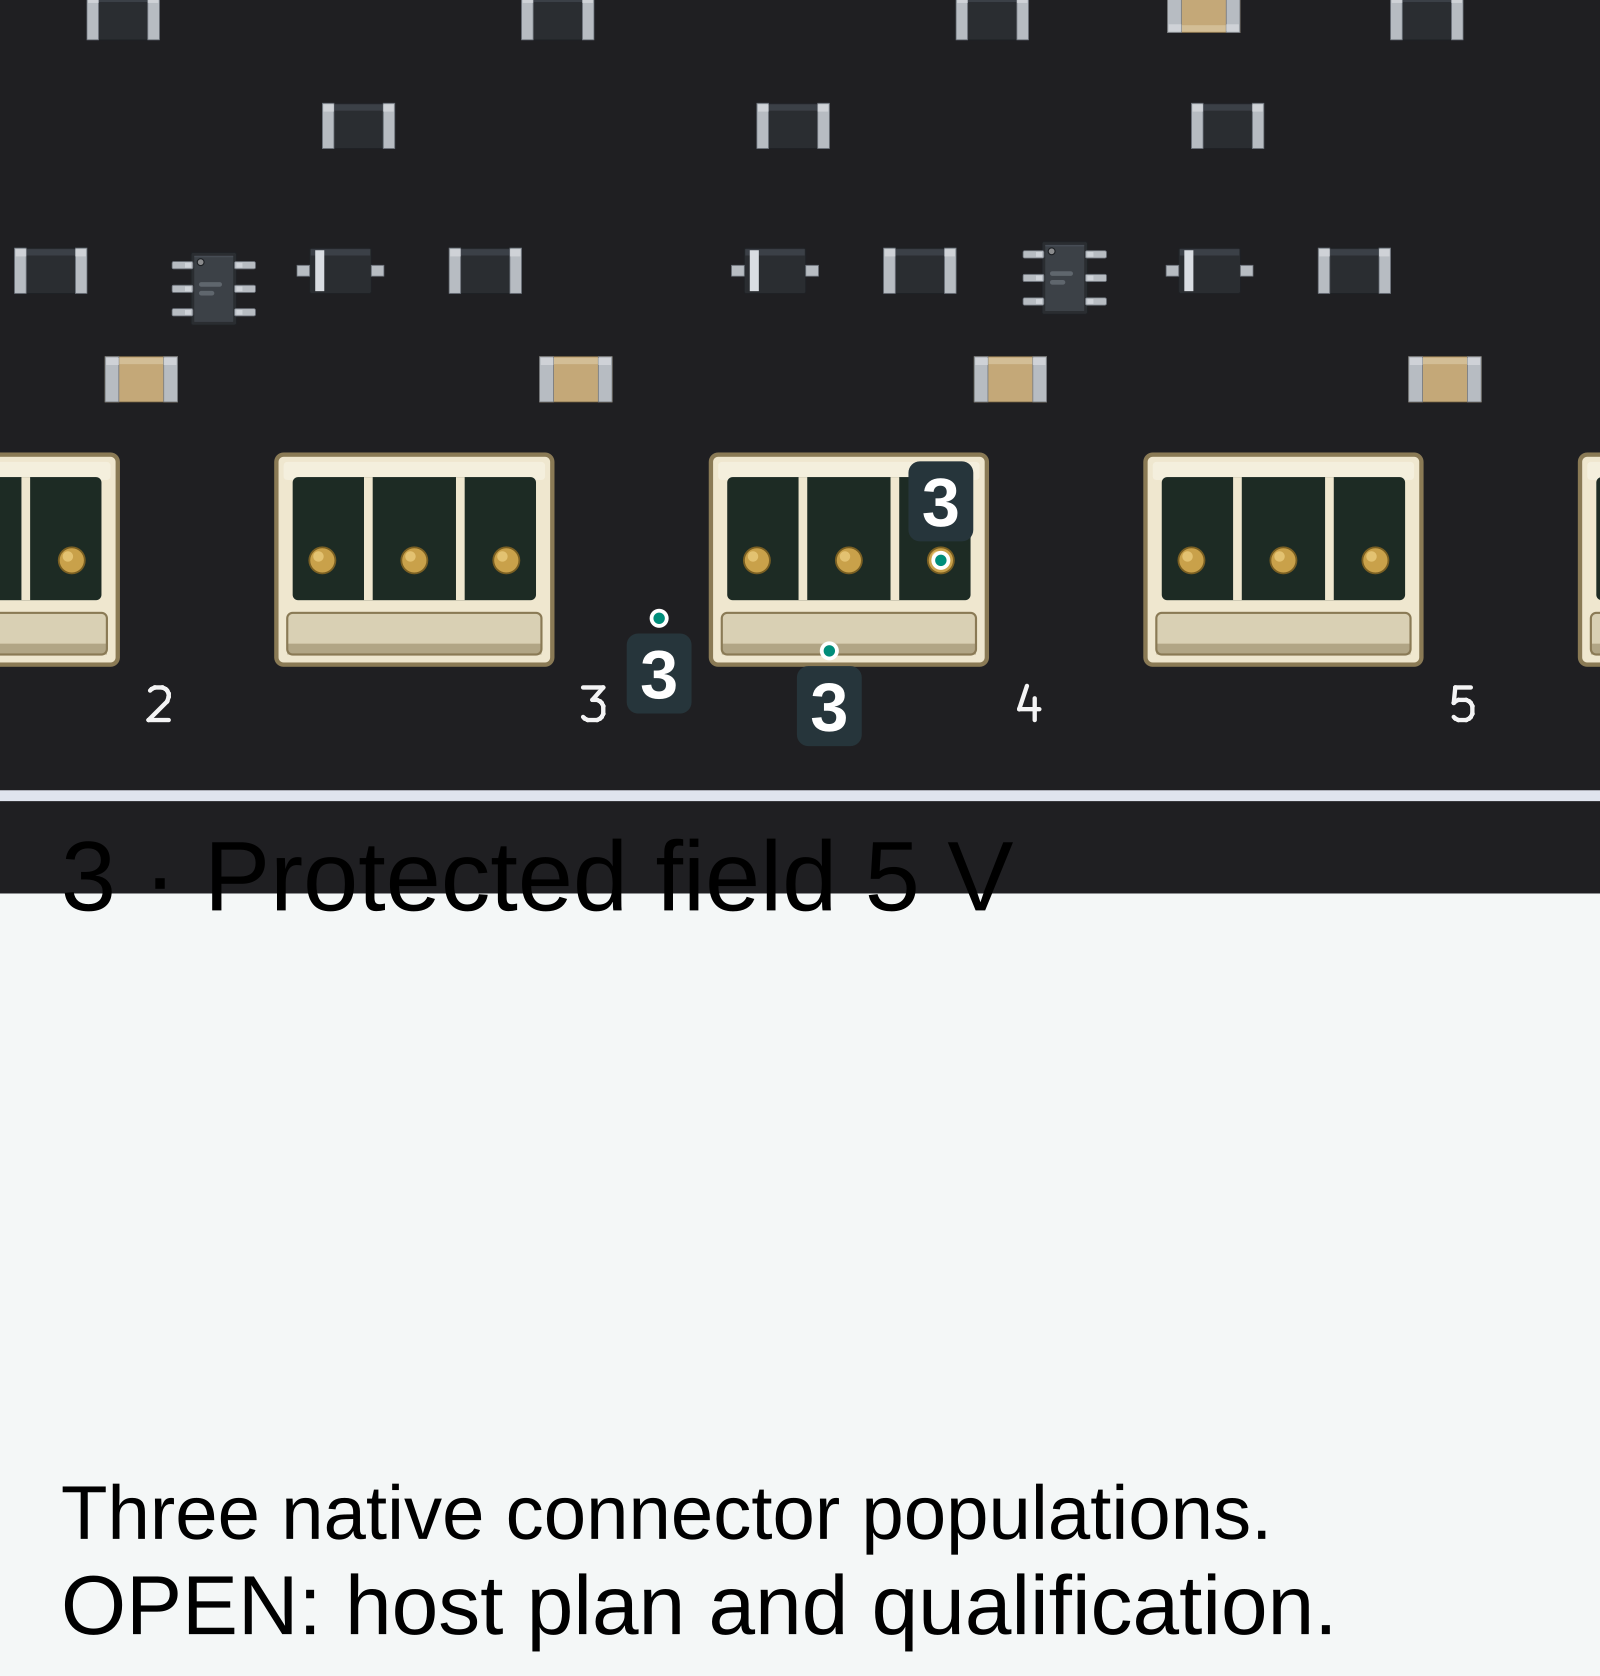 3
3
3
2
3
4
5
3 · Protected field 5 V
Three native connector populations.
OPEN: host plan and qualification.